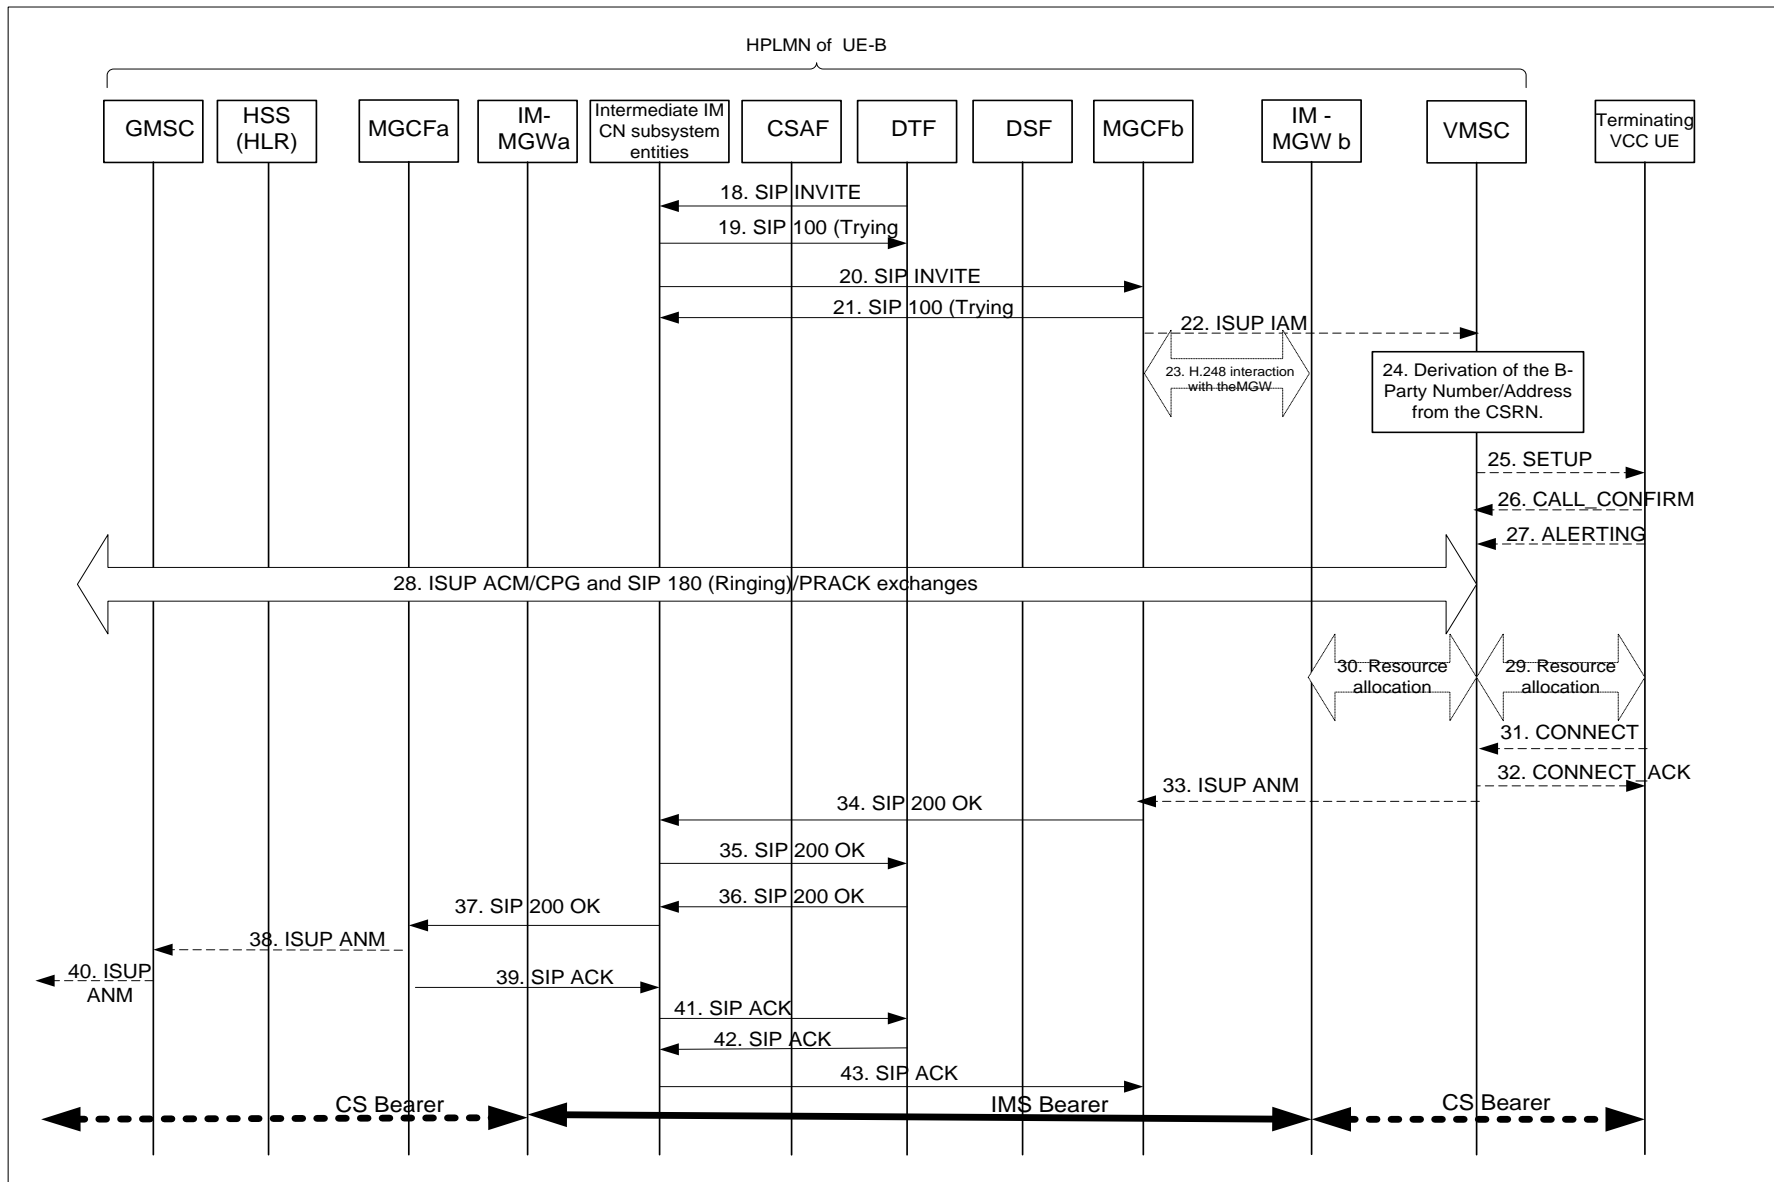 HPLMN of UE-B
GMSC
HSS
(HLR)
MGCFa
IM-
MGWa
Intermediate IM
CN subsystem
entities
CSAF
DTF
DSF
MGCFb
IM -
MGW b
VMSC
Terminating
VCC UE
18. SIP INVITE
19. SIP 100 (Trying
20. SIP INVITE
21. SIP 100 (Trying
22. ISUP IAM
23. H.248 interaction
with theMGW
24. Derivation of the B-
Party Number/Address
from the CSRN.
25. SETUP
26. CALL_CONFIRM
27. ALERTING
28. ISUP ACM/CPG and SIP 180 (Ringing)/PRACK exchanges
30. Resource
allocation
29. Resource
allocation
31. CONNECT
32. CONNECT_ACK
33. ISUP ANM
34. SIP 200 OK
35. SIP 200 OK
36. SIP 200 OK
37. SIP 200 OK
38. ISUP ANM
40. ISUP
ANM
39. SIP ACK
41. SIP ACK
42. SIP ACK
43. SIP ACK
CS Bearer
IMS Bearer
CS Bearer